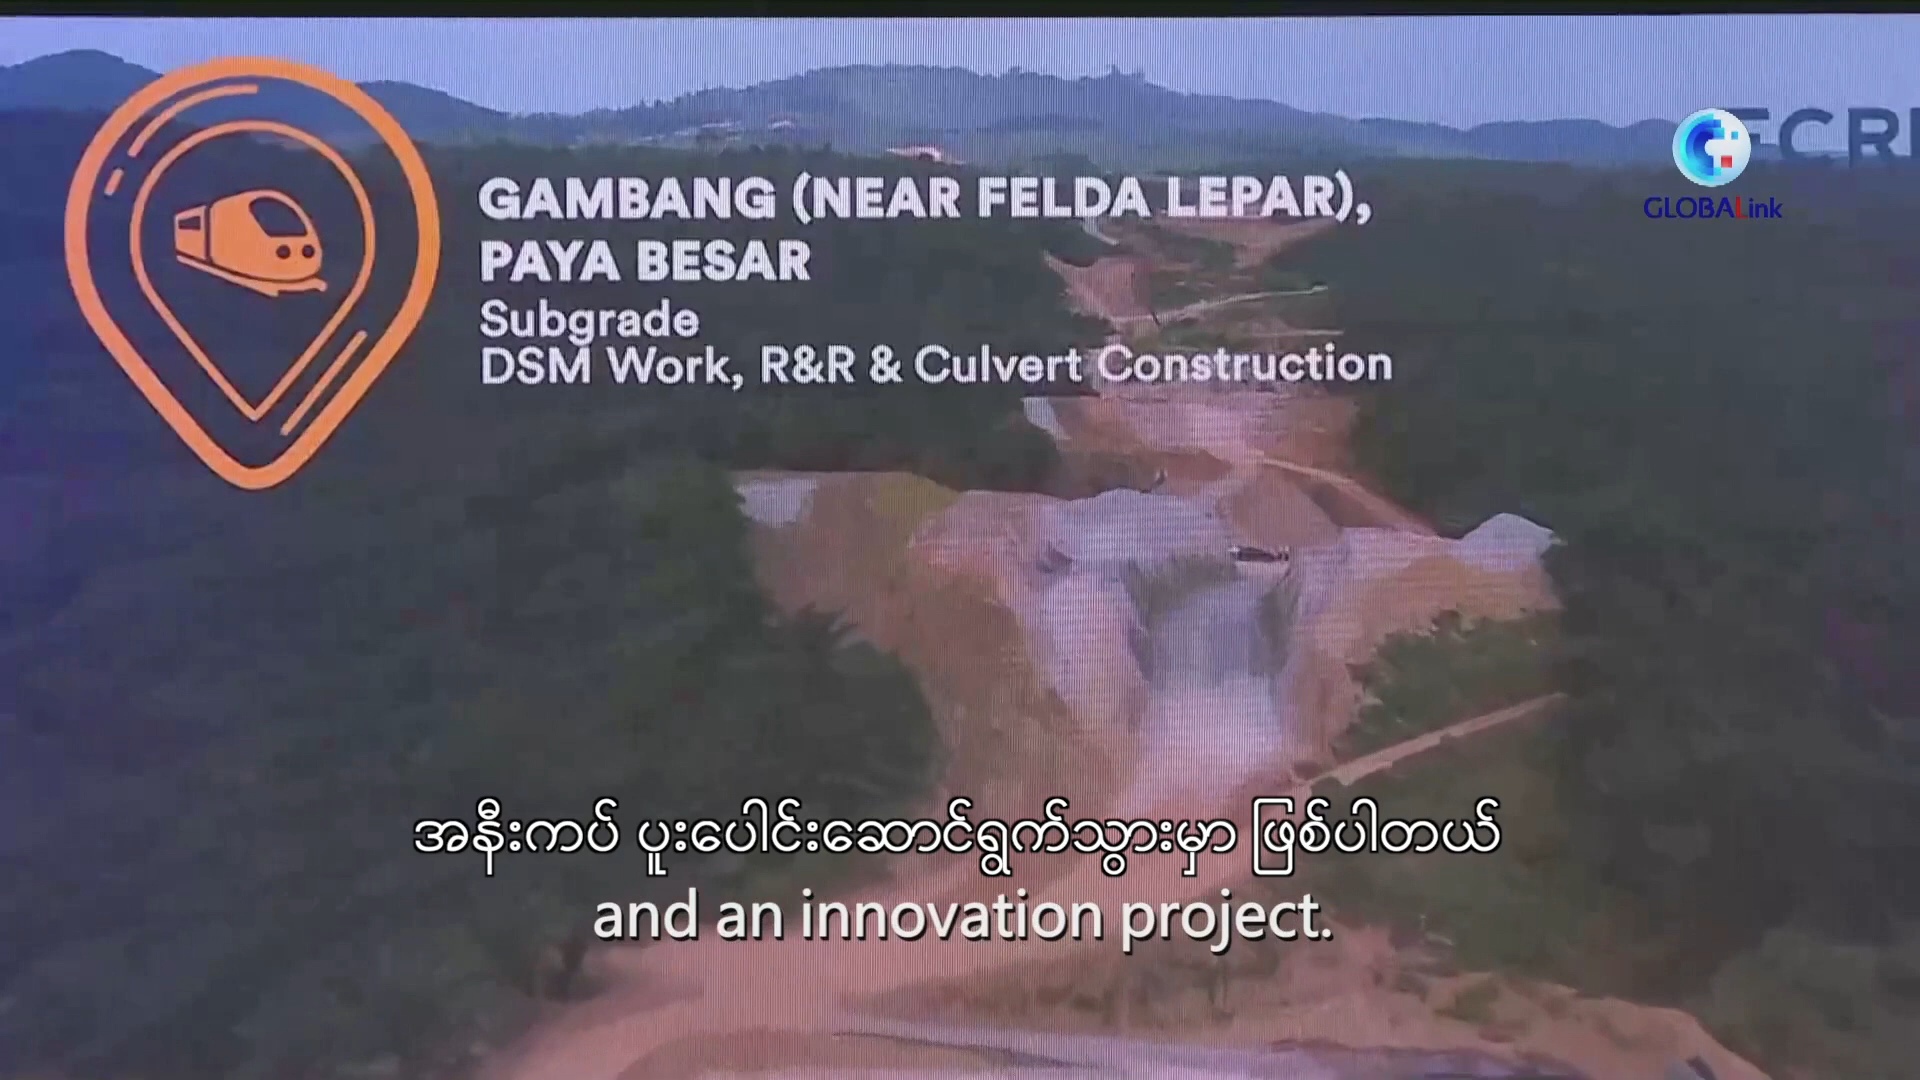 ECRL
GLOBALink
GAMBANG (NEAR FELDA LEPAR),
PAYA BESAR
Subgrade
DSM Work, R&R & Culvert Construction
အနီးကပ် ပူးပေါင်းဆောင်ရွက်သွားမှာ ဖြစ်ပါတယ်
and an innovation project.